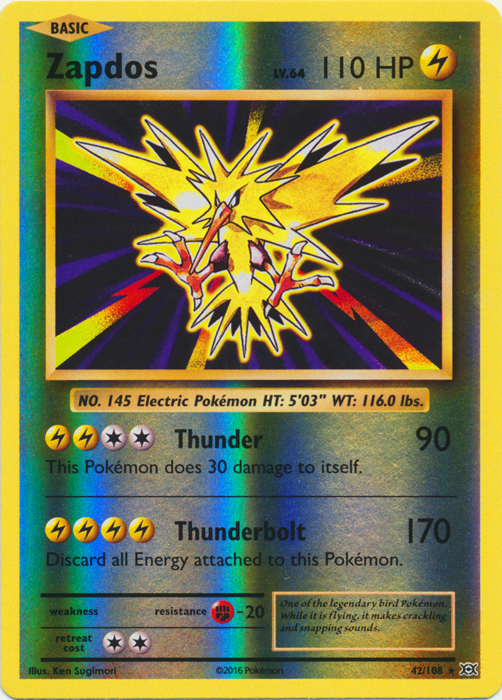 BASIC
Zapdos LV.64 110 HP
NO. 145 Electric Pokémon HT: 5'03" WT: 116.0 lbs.
Thunder 90
This Pokémon does 30 damage to itself.
Thunderbolt 170
Discard all Energy attached to this Pokémon.
weakness resistance -20
retreat
cost
One of the legendary bird Pokémon.
While it is flying, it makes crackling
and snapping sounds.
Illus. Ken Sugimori ©2016 Pokémon 42/108 ★